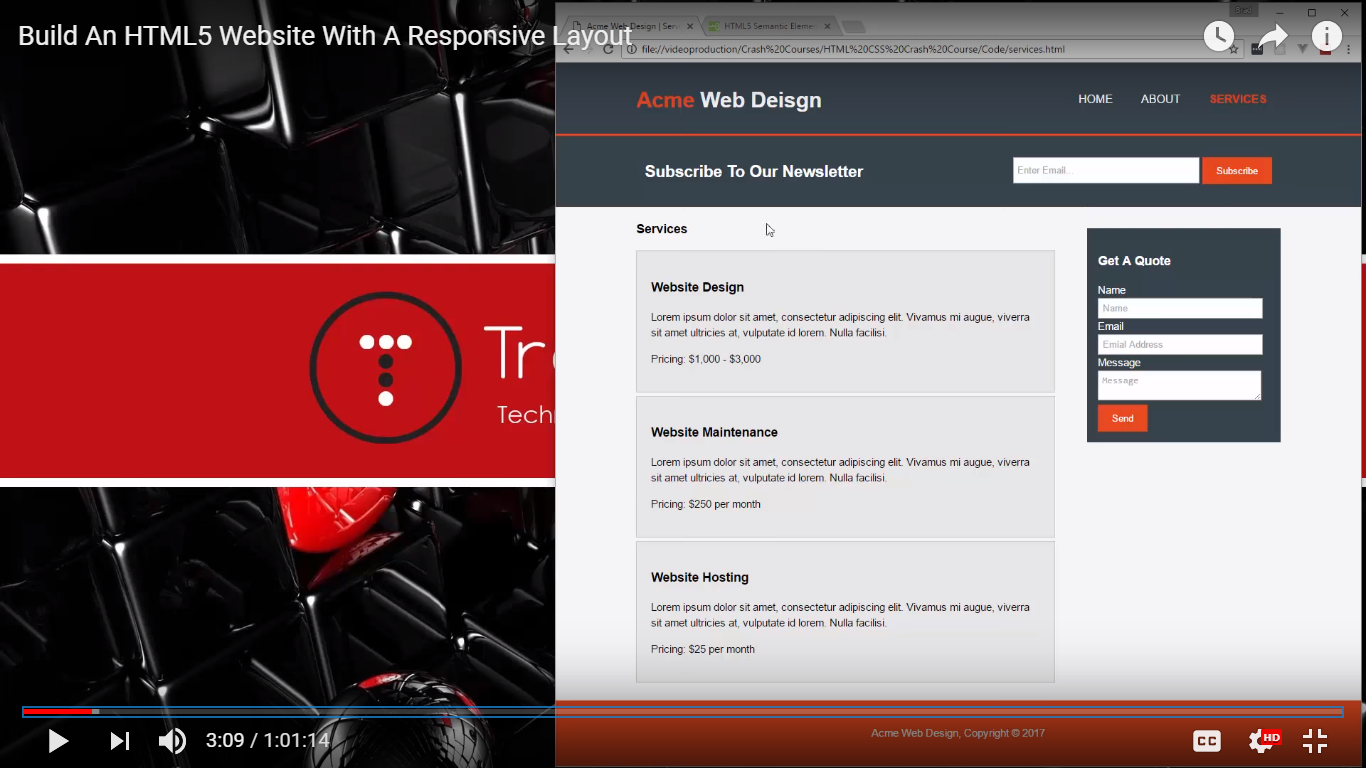 Build An HTML5 Website With A Responsive Layout
Acme Web Design | Ser
HTML5 Semantic Eleme
file://videoproduction/Crash%20Courses/HTML%20CSS%20Crash%20Course/Code/services.html
Acme Web Deisgn
HOME
ABOUT
SERVICES
Subscribe To Our Newsletter
Enter Email...
Subscribe
Services
Website Design
Lorem ipsum dolor sit amet, consectetur adipiscing elit. Vivamus mi augue, viverra
sit amet ultricies at, vulputate id lorem. Nulla facilisi.
Pricing: $1,000 - $3,000
Website Maintenance
Lorem ipsum dolor sit amet, consectetur adipiscing elit. Vivamus mi augue, viverra
sit amet ultricies at, vulputate id lorem. Nulla facilisi.
Pricing: $250 per month
Website Hosting
Lorem ipsum dolor sit amet, consectetur adipiscing elit. Vivamus mi augue, viverra
sit amet ultricies at, vulputate id lorem. Nulla facilisi.
Pricing: $25 per month
Get A Quote
Name
Name
Email
Emial Address
Message
Message
Send
Tr
Techn
Acme Web Design, Copyright © 2017
3:09 / 1:01:14
CC
HD